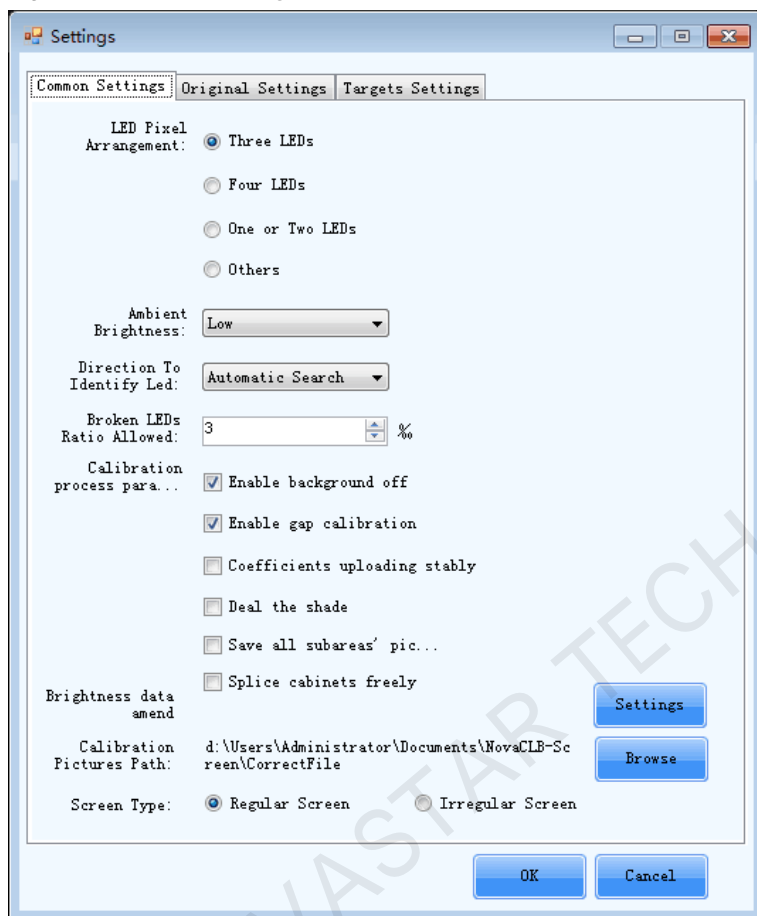 Settings
Common Settings Original Settings Targets Settings
LED Pixel
Arrangement:
Three LEDs
Four LEDs
One or Two LEDs
Others
Ambient
Brightness:
Low
Direction To
Identify Led:
Automatic Search
Broken LEDs
Ratio Allowed:
3 ‰
Calibration
process para...
Enable background off
Enable gap calibration
Coefficients uploading stably
Deal the shade
Save all subareas' pic...
Splice cabinets freely
Brightness data
amend
Settings
Calibration
Pictures Path:
d:\Users\Administrator\Documents\NovaCLB-Sc
reen\CorrectFile
Browse
Screen Type:
Regular Screen Irregular Screen
OK Cancel
VASTAR TECH